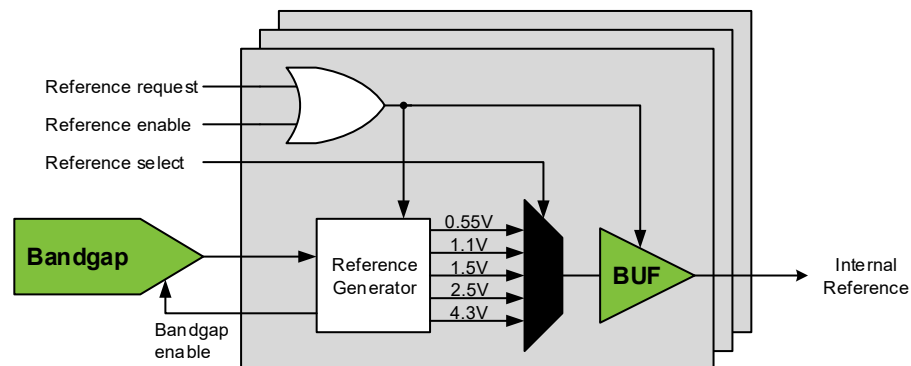 Reference request
Reference enable
Reference select
0.55V
1.1V
1.5V
2.5V
4.3V
Bandgap
Reference
Generator
BUF
Internal
Reference
Bandgap
enable